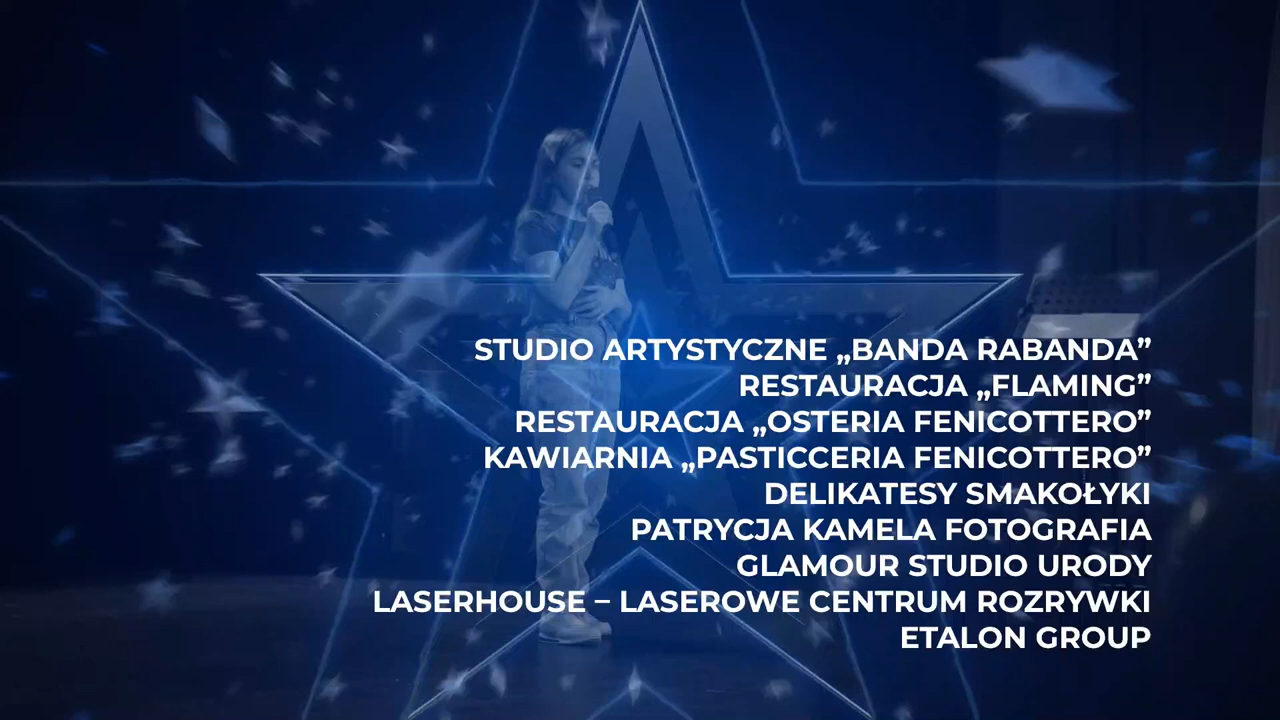 STUDIO ARTYSTYCZNE „BANDA RABANDA”
RESTAURACJA „FLAMING”
RESTAURACJA „OSTERIA FENICOTTERO”
KAWIARNIA „PASTICCERIA FENICOTTERO”
DELIKATESY SMAKOŁYKI
PATRYCJA KAMELA FOTOGRAFIA
GLAMOUR STUDIO URODY
LASERHOUSE – LASEROWE CENTRUM ROZRYWKI
ETALON GROUP